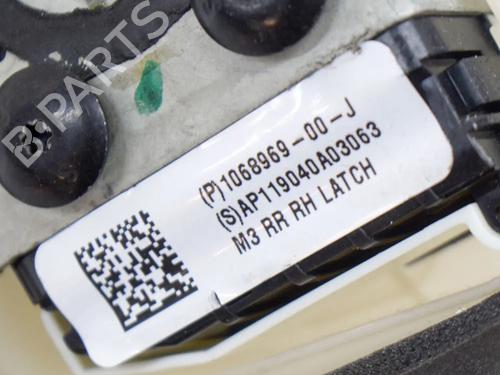 B PARTS
(P)1068969-00-J
(S)AP119040A03063
M3 RR RH LATCH